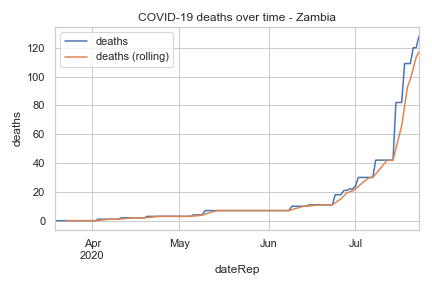 COVID-19 deaths over time - Zambia
deaths
deaths (rolling)
120
100
80
60
40
20
0
deaths
Apr
2020
May
Jun
Jul
dateRep